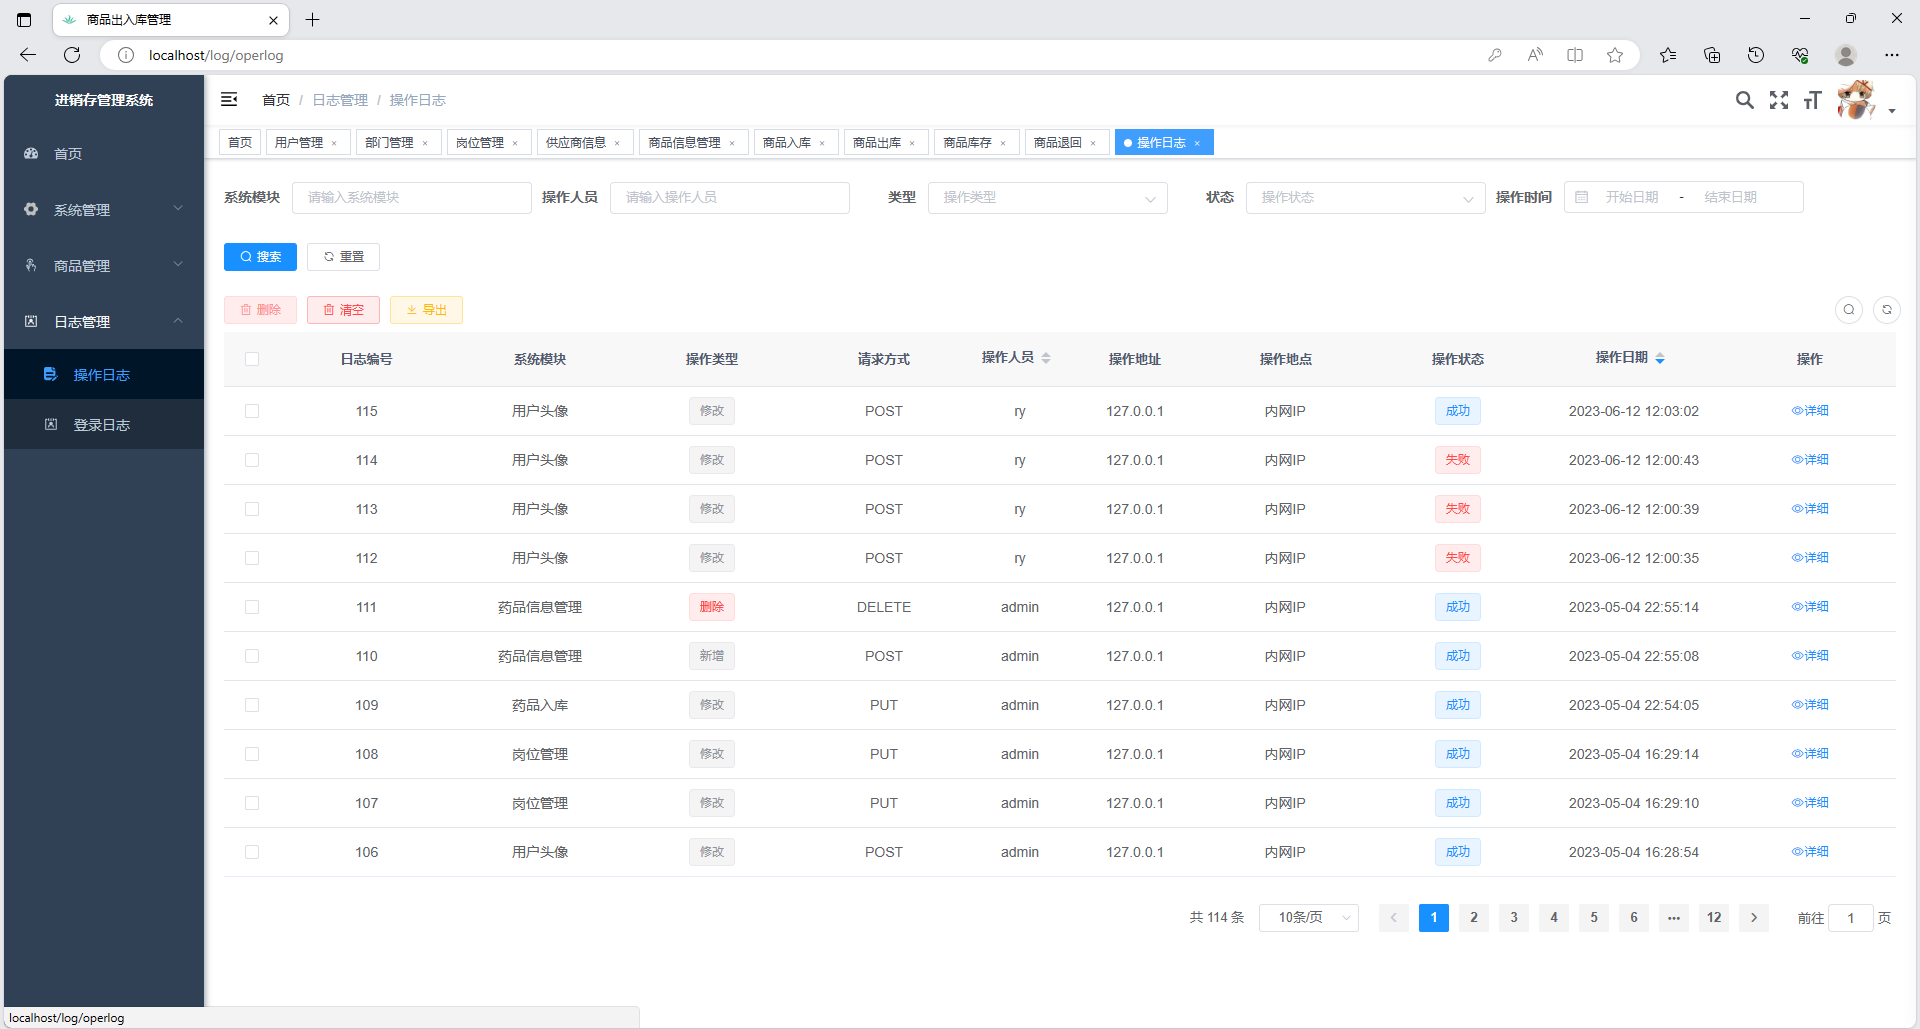 商品出入库管理
localhost/log/operlog
进销存管理系统
首页 / 日志管理 / 操作日志
首页
系统管理
商品管理
日志管理
操作日志
登录日志
首页 用户管理 × 部门管理 × 岗位管理 × 供应商信息 × 商品信息管理 × 商品入库 × 商品出库 × 商品库存 × 商品退回 × 操作日志 ×
系统模块 请输入系统模块 操作人员 请输入操作人员 类型 操作类型 状态 操作状态 操作时间 开始日期 - 结束日期
搜索 重置
删除 清空 导出
日志编号 系统模块 操作类型 请求方式 操作人员 操作地址 操作地点 操作状态 操作日期 操作
115 用户头像 修改 POST ry 127.0.0.1 内网IP 成功 2023-06-12 12:03:02 详细
114 用户头像 修改 POST ry 127.0.0.1 内网IP 失败 2023-06-12 12:00:43 详细
113 用户头像 修改 POST ry 127.0.0.1 内网IP 失败 2023-06-12 12:00:39 详细
112 用户头像 修改 POST ry 127.0.0.1 内网IP 失败 2023-06-12 12:00:35 详细
111 药品信息管理 删除 DELETE admin 127.0.0.1 内网IP 成功 2023-05-04 22:55:14 详细
110 药品信息管理 新增 POST admin 127.0.0.1 内网IP 成功 2023-05-04 22:55:08 详细
109 药品入库 修改 PUT admin 127.0.0.1 内网IP 成功 2023-05-04 22:54:05 详细
108 岗位管理 修改 PUT admin 127.0.0.1 内网IP 成功 2023-05-04 16:29:14 详细
107 岗位管理 修改 PUT admin 127.0.0.1 内网IP 成功 2023-05-04 16:29:10 详细
106 用户头像 修改 POST admin 127.0.0.1 内网IP 成功 2023-05-04 16:28:54 详细
共 114 条 10条/页 1 2 3 4 5 6 ••• 12 前往 1 页
localhost/log/operlog